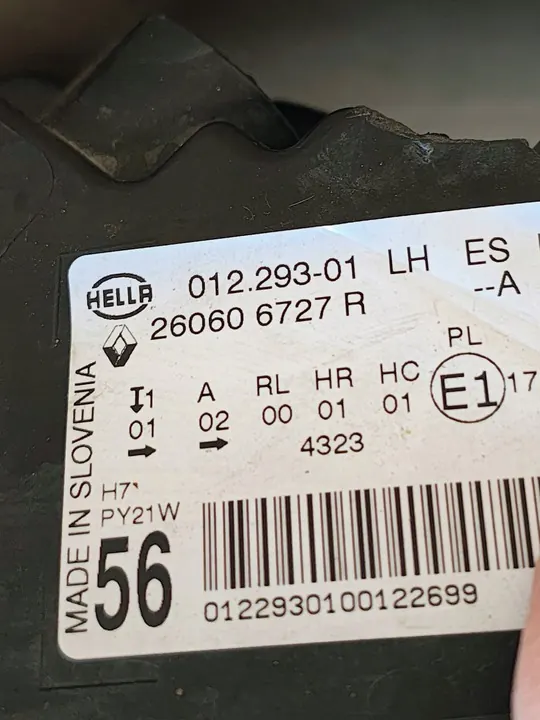 HELLA 012.293-01 LH ES
--A
26060 6727 R
PL
1 A RL HR HC E1 17
01 02 00 01 01
4323
MADE IN SLOVENIA
H7
PY21W
56
01229300100122699